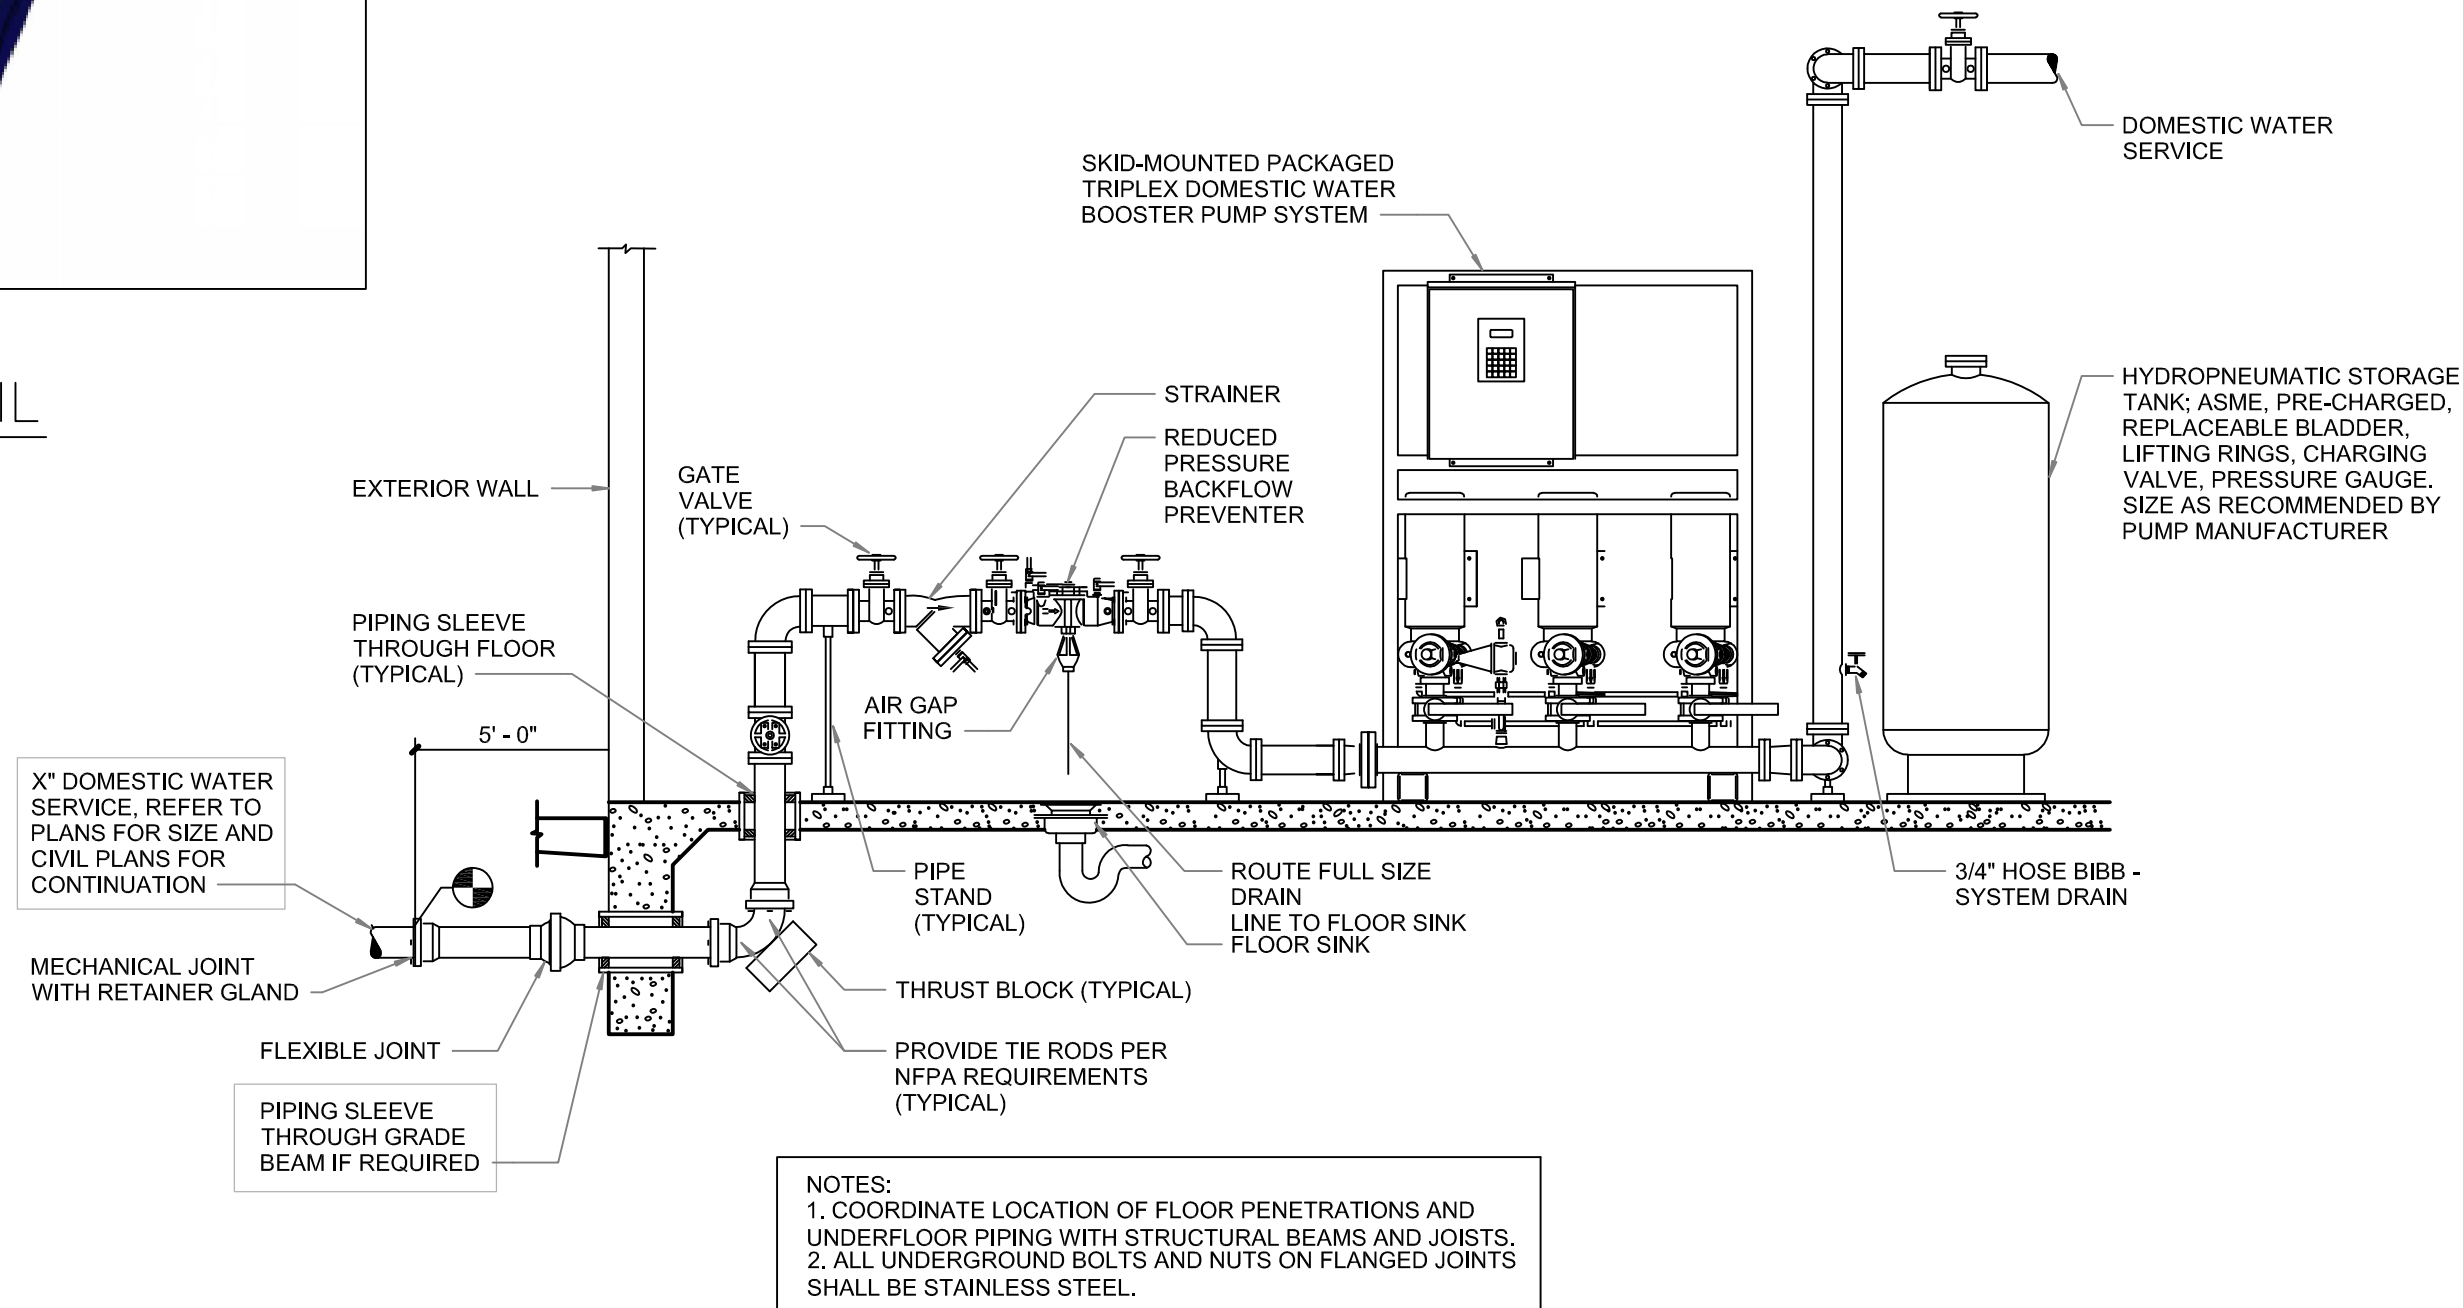 IL
DOMESTIC WATER
SERVICE
SKID-MOUNTED PACKAGED
TRIPLEX DOMESTIC WATER
BOOSTER PUMP SYSTEM
HYDROPNEUMATIC STORAGE
TANK; ASME, PRE-CHARGED,
REPLACEABLE BLADDER,
LIFTING RINGS, CHARGING
VALVE, PRESSURE GAUGE.
SIZE AS RECOMMENDED BY
PUMP MANUFACTURER
STRAINER
REDUCED
PRESSURE
BACKFLOW
PREVENTER
GATE
VALVE
(TYPICAL)
EXTERIOR WALL
PIPING SLEEVE
THROUGH FLOOR
(TYPICAL)
AIR GAP
FITTING
5' - 0"
X" DOMESTIC WATER
SERVICE, REFER TO
PLANS FOR SIZE AND
CIVIL PLANS FOR
CONTINUATION
PIPE
STAND
(TYPICAL)
ROUTE FULL SIZE
DRAIN
LINE TO FLOOR SINK
FLOOR SINK
3/4" HOSE BIBB -
SYSTEM DRAIN
MECHANICAL JOINT
WITH RETAINER GLAND
THRUST BLOCK (TYPICAL)
FLEXIBLE JOINT
PROVIDE TIE RODS PER
NFPA REQUIREMENTS
(TYPICAL)
PIPING SLEEVE
THROUGH GRADE
BEAM IF REQUIRED
NOTES:
1. COORDINATE LOCATION OF FLOOR PENETRATIONS AND
UNDERFLOOR PIPING WITH STRUCTURAL BEAMS AND JOISTS.
2. ALL UNDERGROUND BOLTS AND NUTS ON FLANGED JOINTS
SHALL BE STAINLESS STEEL.